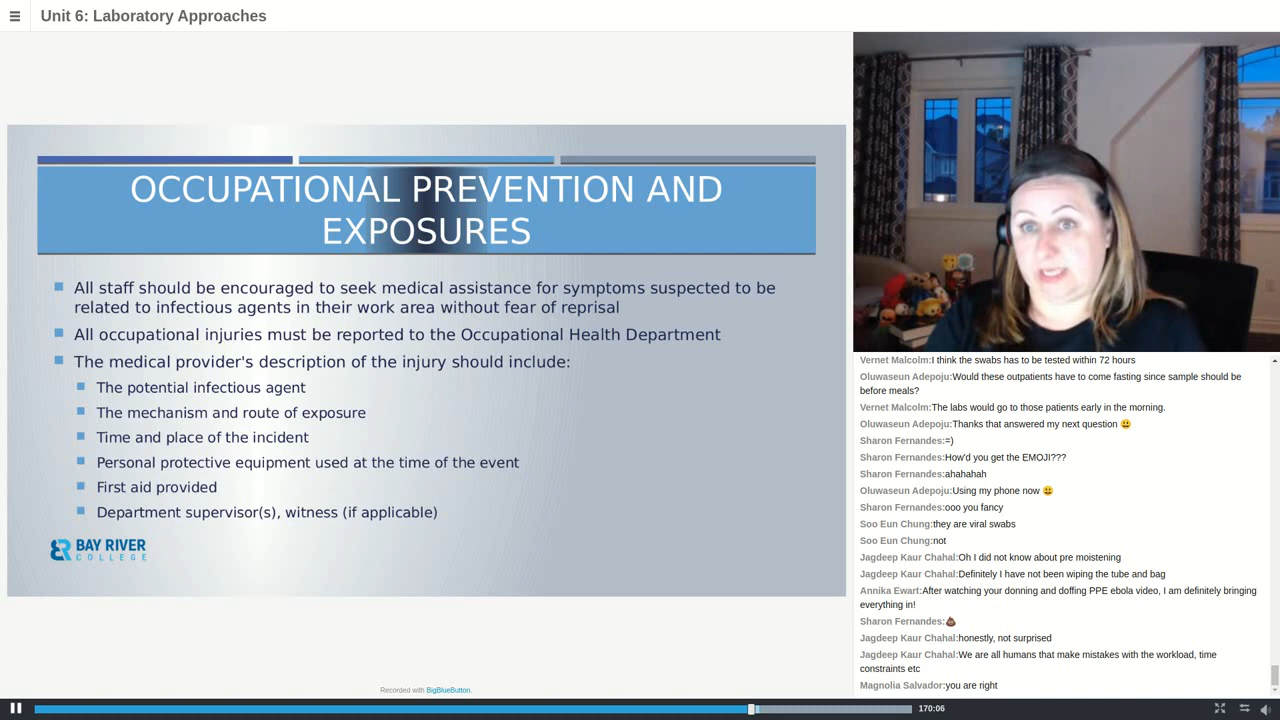 Unit 6: Laboratory Approaches
OCCUPATIONAL PREVENTION AND
EXPOSURES
All staff should be encouraged to seek medical assistance for symptoms suspected to be
related to infectious agents in their work area without fear of reprisal
All occupational injuries must be reported to the Occupational Health Department
The medical provider's description of the injury should include:
The potential infectious agent
The mechanism and route of exposure
Time and place of the incident
Personal protective equipment used at the time of the event
First aid provided
Department supervisor(s), witness (if applicable)
BAY RIVER
COLLEGE
Recorded with BigBlueButton.
Vernet Malcolm:I think the swabs has to be tested within 72 hours
Oluwaseun Adepoju:Would these outpatients have to come fasting since sample should be
before meals?
Vernet Malcolm:The labs would go to those patients early in the morning.
Oluwaseun Adepoju:Thanks that answered my next question 😃
Sharon Fernandes:=)
Sharon Fernandes:How'd you get the EMOJI???
Sharon Fernandes:ahahahah
Oluwaseun Adepoju:Using my phone now 😃
Sharon Fernandes:ooo you fancy
Soo Eun Chung:they are viral swabs
Soo Eun Chung:not
Jagdeep Kaur Chahal:Oh I did not know about pre moistening
Jagdeep Kaur Chahal:Definitely I have not been wiping the tube and bag
Annika Ewart:After watching your donning and doffing PPE ebola video, I am definitely bringing
everything in!
Sharon Fernandes:💩
Jagdeep Kaur Chahal:honestly, not surprised
Jagdeep Kaur Chahal:We are all humans that make mistakes with the workload, time
constraints etc
Magnolia Salvador:you are right
170:06